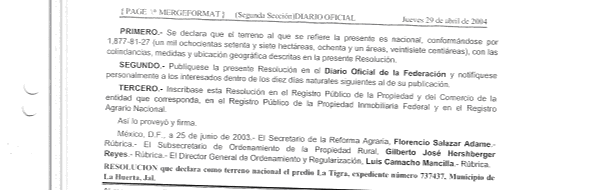 { PAGE \* MERGEFORMAT } (Segunda Sección)DIARIO OFICIAL Jueves 29 de abril de 2004
PRIMERO.- Se declara que el terreno al que se refiere la presente es nacional, conformándose por
1,877-81-27 (un mil ochocientas setenta y siete hectáreas, ochenta y un áreas, veintisiete centiáreas), con las
colindancias, medidas y ubicación geográfica descritas en la presente Resolución.
SEGUNDO.- Publíquese la presente Resolución en el Diario Oficial de la Federación y notifíquese
personalmente a los interesados dentro de los diez días naturales siguientes al de su publicación.
TERCERO.- Inscríbase esta Resolución en el Registro Público de la Propiedad y del Comercio de la
entidad que corresponda, en el Registro Público de la Propiedad Inmobiliaria Federal y en el Registro
Agrario Nacional.
Así lo proveyó y firma.
México, D.F., a 25 de junio de 2003.- El Secretario de la Reforma Agraria, Florencio Salazar Adame.-
Rúbrica.- El Subsecretario de Ordenamiento de la Propiedad Rural, Gilberto José Hershberger
Reyes.- Rúbrica.- El Director General de Ordenamiento y Regularización, Luis Camacho Mancilla.- Rúbrica.
RESOLUCION que declara como terreno nacional el predio La Tigra, expediente número 737437, Municipio de
La Huerta, Jal.